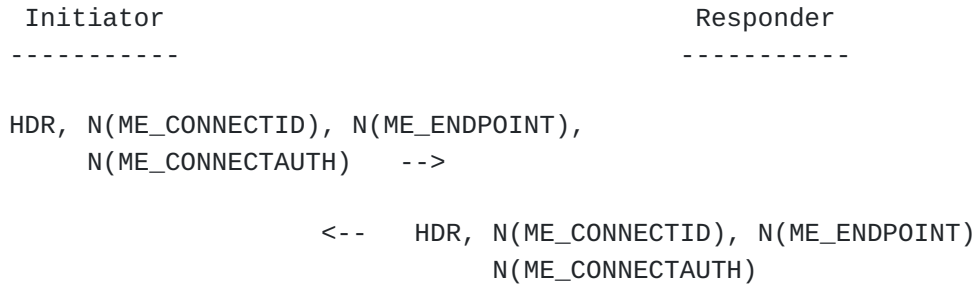 Initiator Responder
----------- -----------
HDR, N(ME_CONNECTID), N(ME_ENDPOINT),
N(ME_CONNECTAUTH) -->
<-- HDR, N(ME_CONNECTID), N(ME_ENDPOINT)
N(ME_CONNECTAUTH)